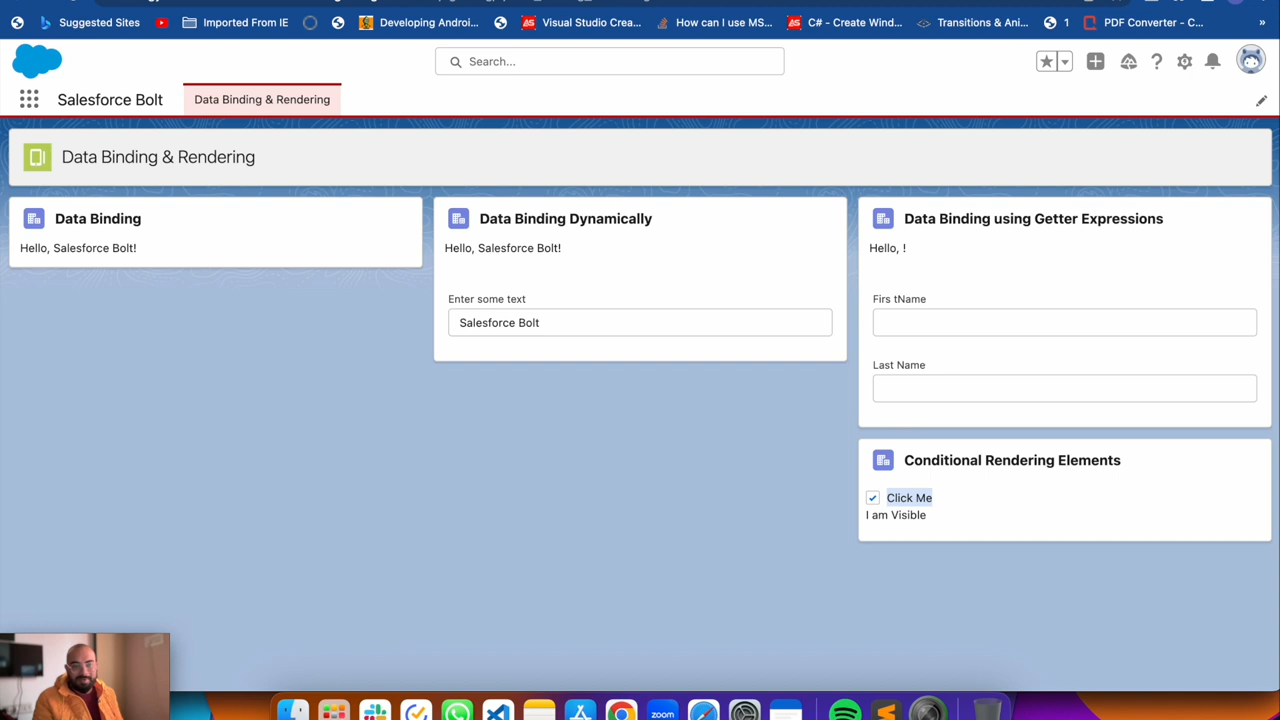 Suggested Sites
Imported From IE
Developing Androi...
Visual Studio Crea...
How can I use MS...
C# - Create Wind...
Transitions & Ani...
1
PDF Converter - C...
»
Search...
Salesforce Bolt
Data Binding & Rendering
Data Binding & Rendering
Data Binding
Hello, Salesforce Bolt!
Data Binding Dynamically
Hello, Salesforce Bolt!
Enter some text
Salesforce Bolt
Data Binding using Getter Expressions
Hello, !
Firs tName
Last Name
Conditional Rendering Elements
Click Me
I am Visible
zoom